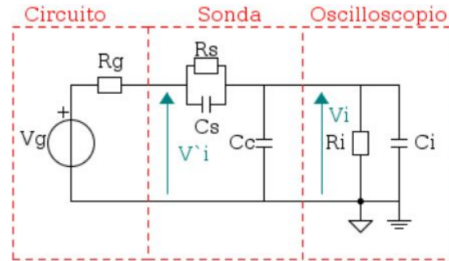 Circuito Sonda Oscilloscopio
Rg Rs
+ Cs Vi
Vg V`i Cc Ri Ci